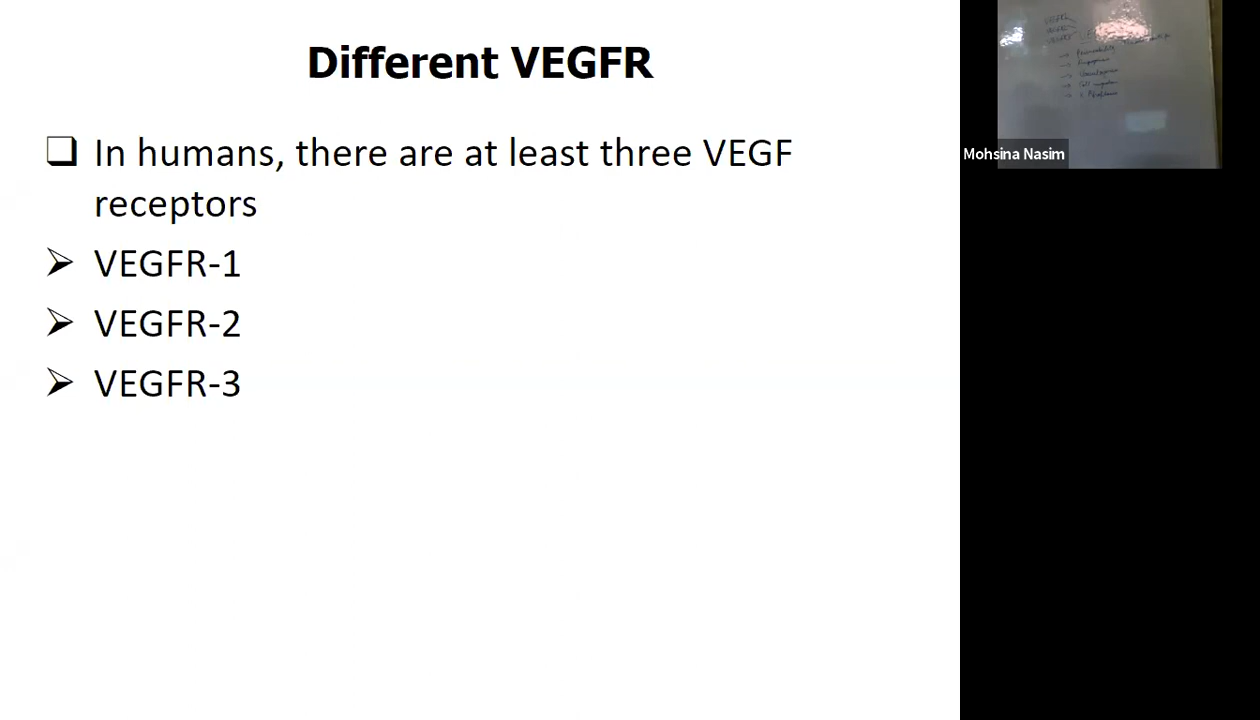 Different VEGFR
❑ In humans, there are at least three VEGF
receptors
➢ VEGFR-1
➢ VEGFR-2
➢ VEGFR-3
Mohsina Nasim